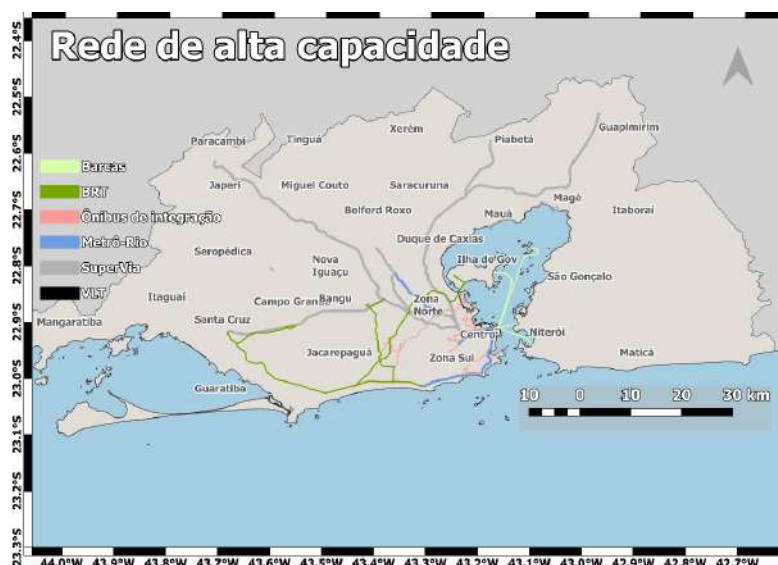 Rede de alta capacidade
22.4°S
22.5°S
22.6°S
22.7°S
22.8°S
22.9°S
23.0°S
23.1°S
23.2°S
23.3°S
Guapimirim
Xerém
Paracambi
Tinguá
Piabetá
Barcas
BRT
Ônibus de integração
Metrô-Rio
SuperVia
VLT
Japeri
Miguel Couto
Saracuruna
Magé
Belford Roxo
Mauá
Itaboraí
Duque de Caxias
Seropédica
Nova
Iguaçu
Ilha do Gov
São Gonçalo
Itaguaí
Campo Grande
Bangu
Zona
Norte
Mangaratiba
Santa Cruz
Centro
Niterói
Jacarepaguá
Zona Sul
Maticá
Guaratiba
10 0 10 20 30 km
44.0°W 43.9°W 43.8°W 43.7°W 43.6°W 43.5°W 43.4°W 43.3°W 43.2°W 43.1°W 43.0°W 42.9°W 42.8°W 42.7°W